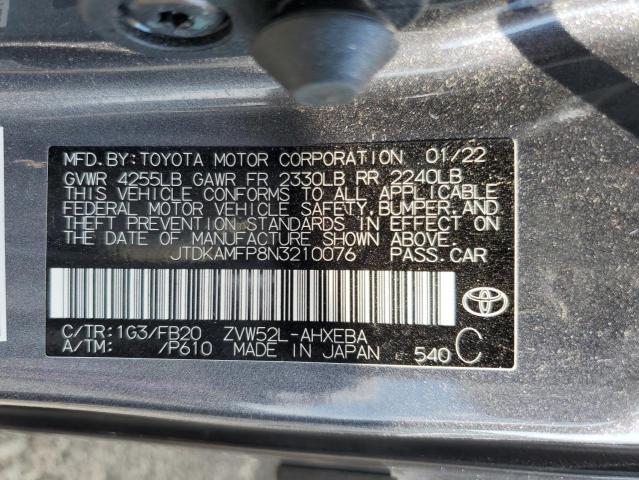 MFD.BY:TOYOTA MOTOR CORPORATION 01/22
GVWR 4255LB GAWR FR 2330LB RR 2240LB
THIS VEHICLE CONFORMS TO ALL APPLICABLE
FEDERAL MOTOR VEHICLE SAFETY, BUMPER, AND
THEFT PREVENTION STANDARDS IN EFFECT ON
THE DATE OF MANUFACTURE SHOWN ABOVE.
JTDKAMFP8N3210076 PASS.CAR
C/TR:1G3/FB20 ZVW52L-AHXEBA
A/TM: /P610 MADE IN JAPAN
540 C